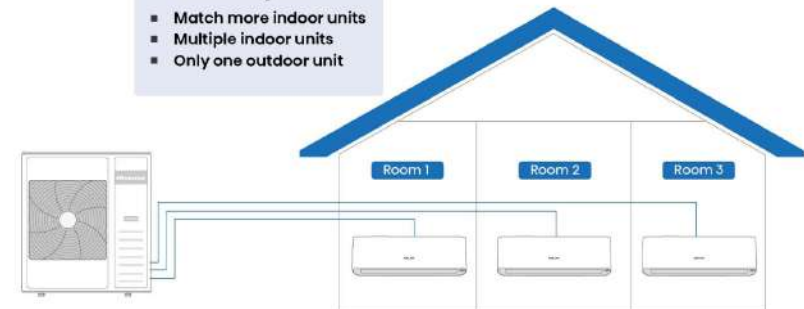 Match more indoor units
Multiple indoor units
Only one outdoor unit
Room 1
Room 2
Room 3